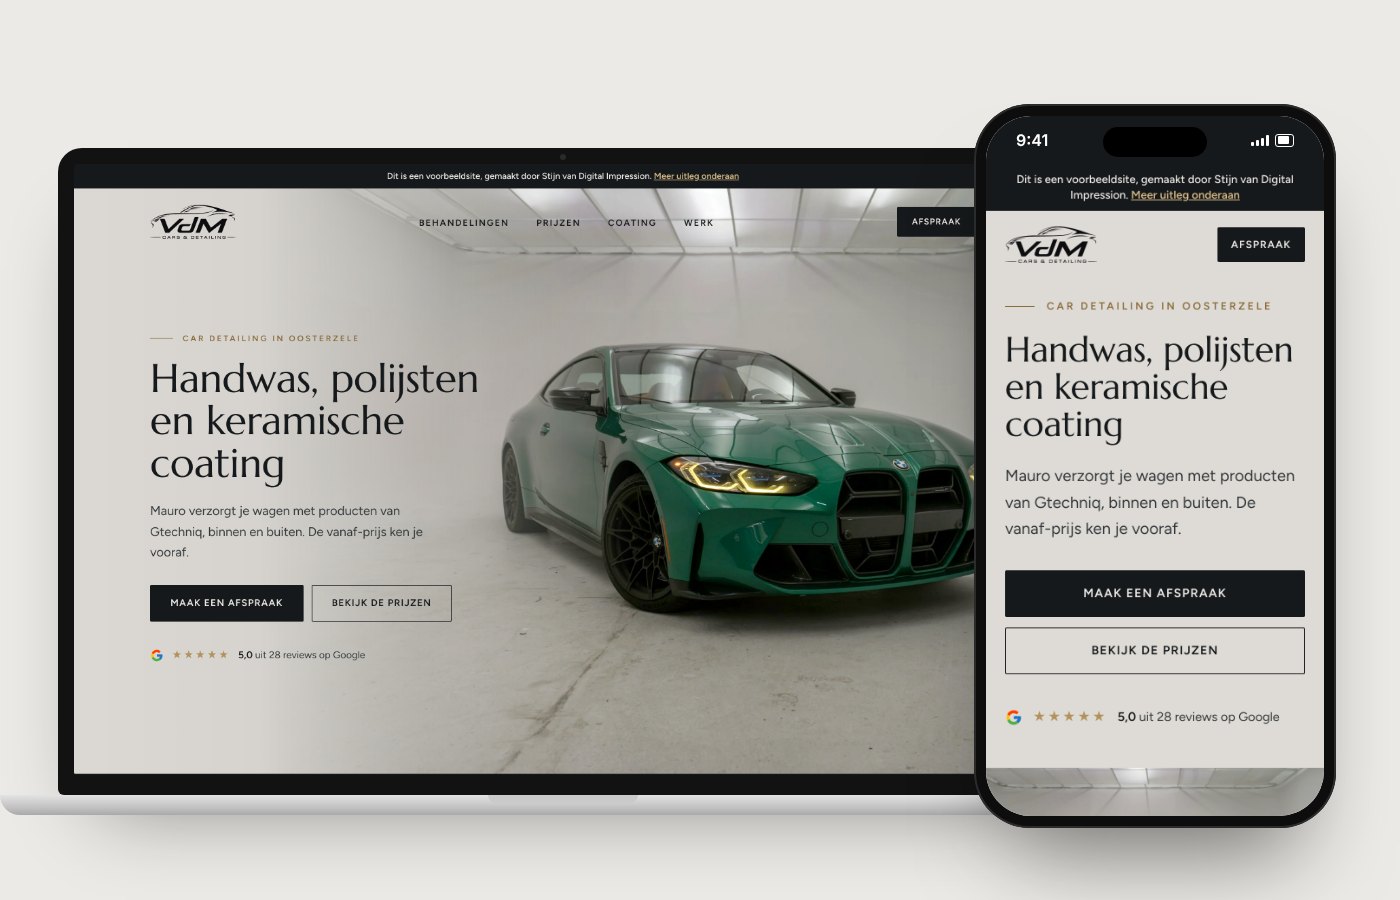 Dit is een voorbeeldsite, gemaakt door Stijn van Digital Impression. Meer uitleg onderaan
VdM
CARS & DETAILING
BEHANDELINGEN PRIJZEN COATING WERK
AFSPRAAK
CAR DETAILING IN OOSTERZELE
Handwas, polijsten
en keramische
coating
Mauro verzorgt je wagen met producten van
Gtechniq, binnen en buiten. De vanaf-prijs ken je
vooraf.
MAAK EEN AFSPRAAK BEKIJK DE PRIJZEN
G ★★★★★ 5,0 uit 28 reviews op Google
9:41
Dit is een voorbeeldsite, gemaakt door Stijn van Digital
Impression. Meer uitleg onderaan
VdM
CARS & DETAILING
AFSPRAAK
CAR DETAILING IN OOSTERZELE
Handwas, polijsten
en keramische
coating
Mauro verzorgt je wagen met producten
van Gtechniq, binnen en buiten. De
vanaf-prijs ken je vooraf.
MAAK EEN AFSPRAAK
BEKIJK DE PRIJZEN
G ★★★★★ 5,0 uit 28 reviews op Google